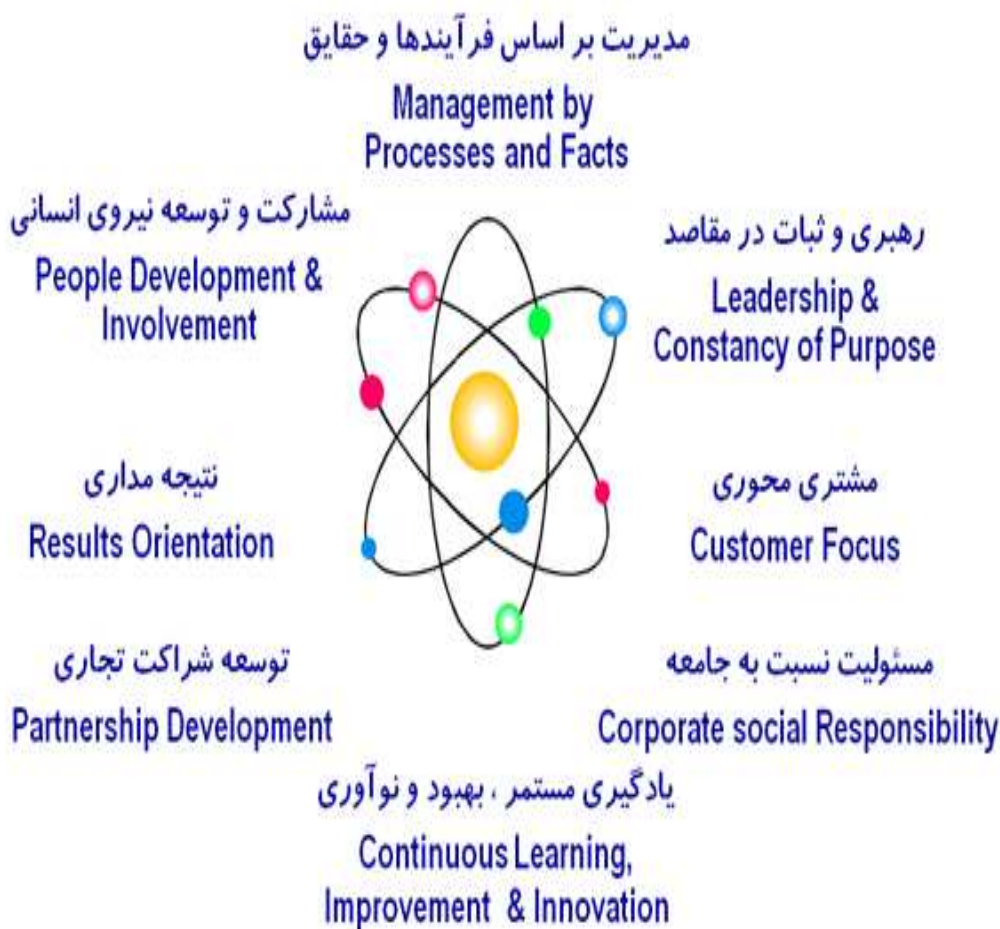 مدیریت بر اساس فرآیندها و حقایق
Management by
Processes and Facts
مشارکت و توسعه نیروی انسانی
People Development &
Involvement
رهبری و ثبات در مقاصد
Leadership &
Constancy of Purpose
نتیجه مداری
Results Orientation
مشتری محوری
Customer Focus
توسعه شراکت تجاری
Partnership Development
مسئولیت نسبت به جامعه
Corporate social Responsibility
یادگیری مستمر ، بهبود و نوآوری
Continuous Learning,
Improvement & Innovation